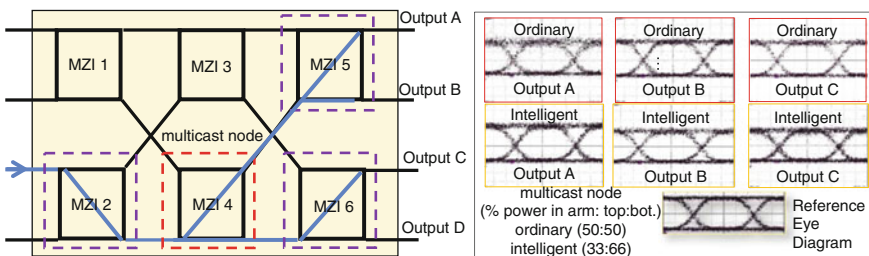 Output A
MZI 1
MZI 3
MZI 5
Output B
multicast node
Output C
MZI 2
MZI 4
MZI 6
Output D
Ordinary
Output A
Ordinary
Output B
Ordinary
Output C
Intelligent
Output A
Intelligent
Output B
Intelligent
Output C
multicast node
(% power in arm: top:bot.)
ordinary (50:50)
intelligent (33:66)
Reference
Eye
Diagram